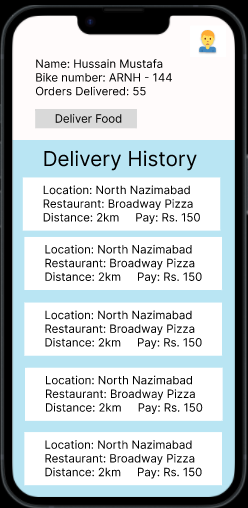 Name: Hussain Mustafa
Bike number: ARNH - 144
Orders Delivered: 55
Deliver Food
Delivery History
Location: North Nazimabad
Restaurant: Broadway Pizza
Distance: 2km Pay: Rs. 150
Location: North Nazimabad
Restaurant: Broadway Pizza
Distance: 2km Pay: Rs. 150
Location: North Nazimabad
Restaurant: Broadway Pizza
Distance: 2km Pay: Rs. 150
Location: North Nazimabad
Restaurant: Broadway Pizza
Distance: 2km Pay: Rs. 150
Location: North Nazimabad
Restaurant: Broadway Pizza
Distance: 2km Pay: Rs. 150